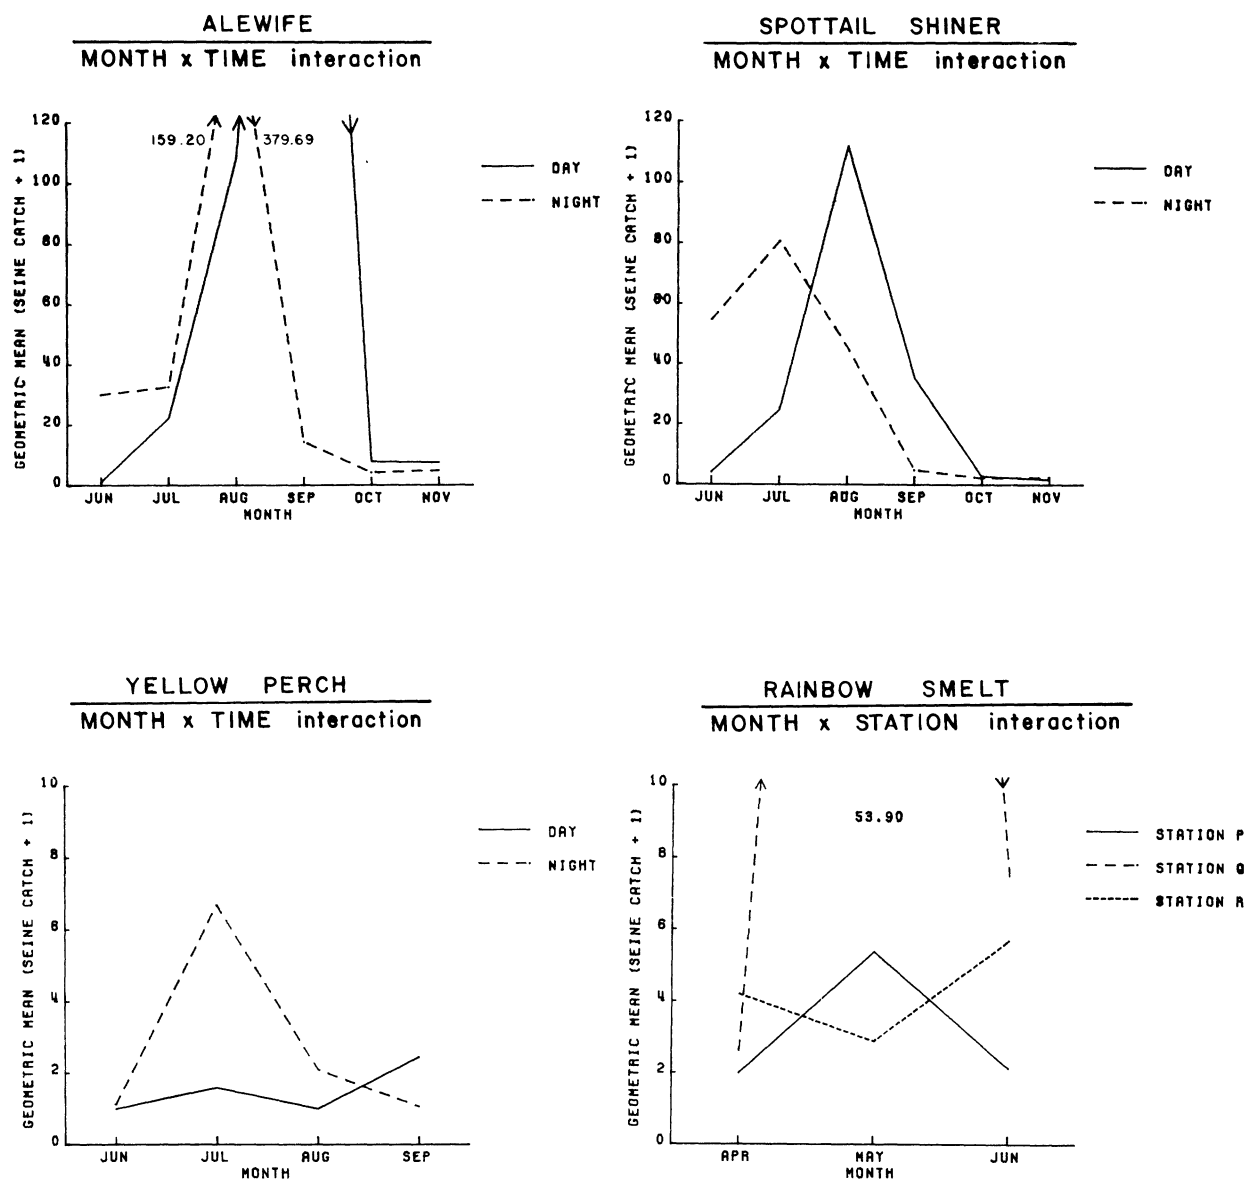 ALEWIFE
MONTH x TIME interaction
GEOMETRIC MEAN (SEINE CATCH + 1)
120
100
80
60
40
20
0
159.20
379.69
JUN JUL AUG SEP OCT NOV
MONTH
DAY
NIGHT
SPOTTAIL SHINER
MONTH x TIME interaction
GEOMETRIC MEAN (SEINE CATCH + 1)
120
100
80
60
40
20
0
JUN JUL AUG SEP OCT NOV
MONTH
DAY
NIGHT
YELLOW PERCH
MONTH x TIME interaction
GEOMETRIC MEAN (SEINE CATCH + 1)
10
8
6
4
2
0
JUN JUL AUG SEP
MONTH
DAY
NIGHT
RAINBOW SMELT
MONTH x STATION interaction
GEOMETRIC MEAN (SEINE CATCH + 1)
10
8
6
4
2
0
53.90
APR MAY JUN
MONTH
STATION P
STATION Q
STATION R